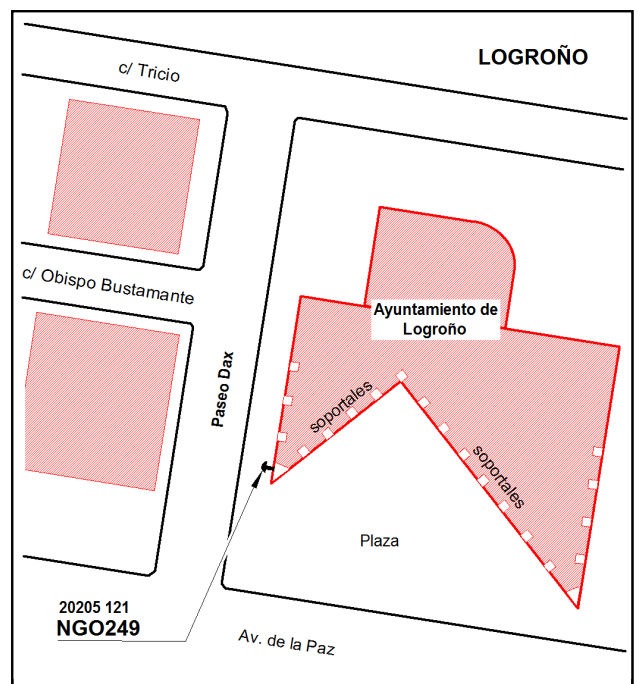 LOGROÑO
c/ Tricio
c/ Obispo Bustamante
Ayuntamiento de
Logroño
Paseo Dax
soportales
soportales
Plaza
20205 121
NGO249
Av. de la Paz